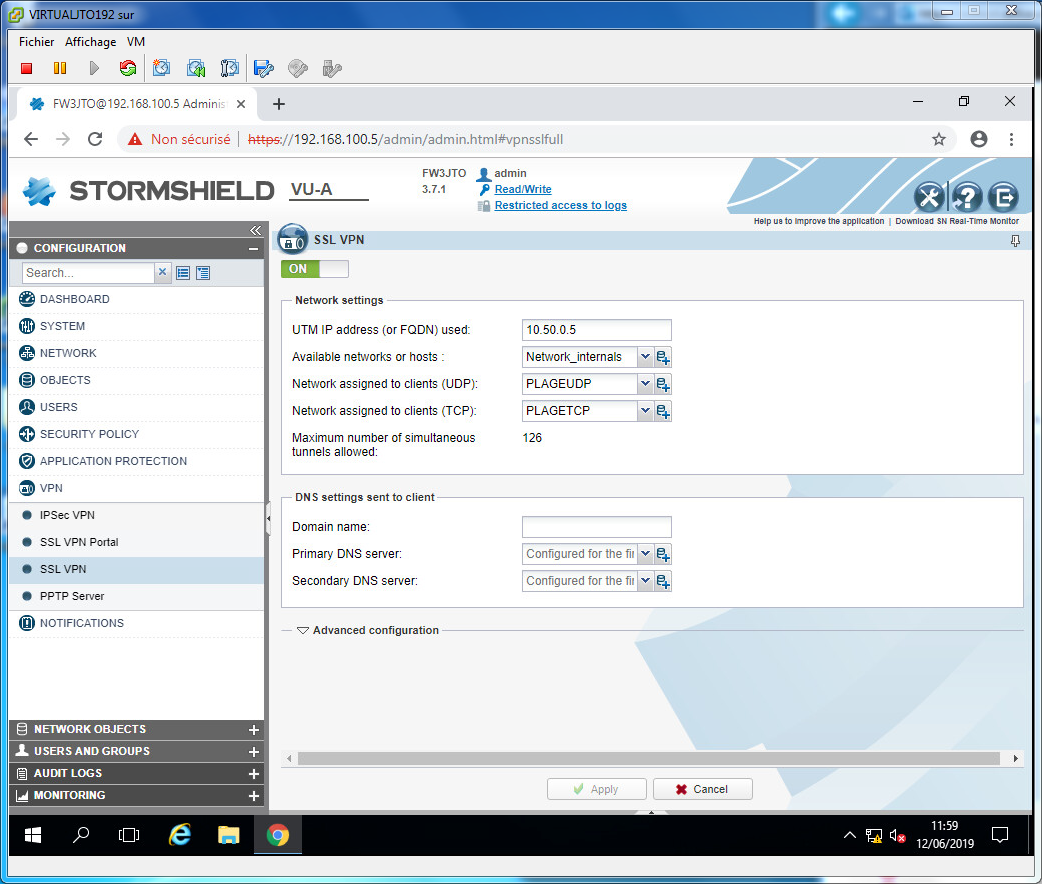 VIRTUALJTO192 sur
Fichier Affichage VM
FW3JTO@192.168.100.5 Adminis
Non sécurisé https://192.168.100.5/admin/admin.html#vpnsslfull
STORMSHIELD VU-A
FW3JTO admin
3.7.1 Read/Write
Restricted access to logs
Help us to improve the application | Download SN Real-Time Monitor
CONFIGURATION
Search...
DASHBOARD
SYSTEM
NETWORK
OBJECTS
USERS
SECURITY POLICY
APPLICATION PROTECTION
VPN
IPSec VPN
SSL VPN Portal
SSL VPN
PPTP Server
NOTIFICATIONS
NETWORK OBJECTS
USERS AND GROUPS
AUDIT LOGS
MONITORING
SSL VPN
ON
Network settings
UTM IP address (or FQDN) used: 10.50.0.5
Available networks or hosts : Network_internals
Network assigned to clients (UDP): PLAGEUDP
Network assigned to clients (TCP): PLAGETCP
Maximum number of simultaneous 126
tunnels allowed:
DNS settings sent to client
Domain name:
Primary DNS server: Configured for the fir
Secondary DNS server: Configured for the fir
Advanced configuration
Apply Cancel
11:59
12/06/2019